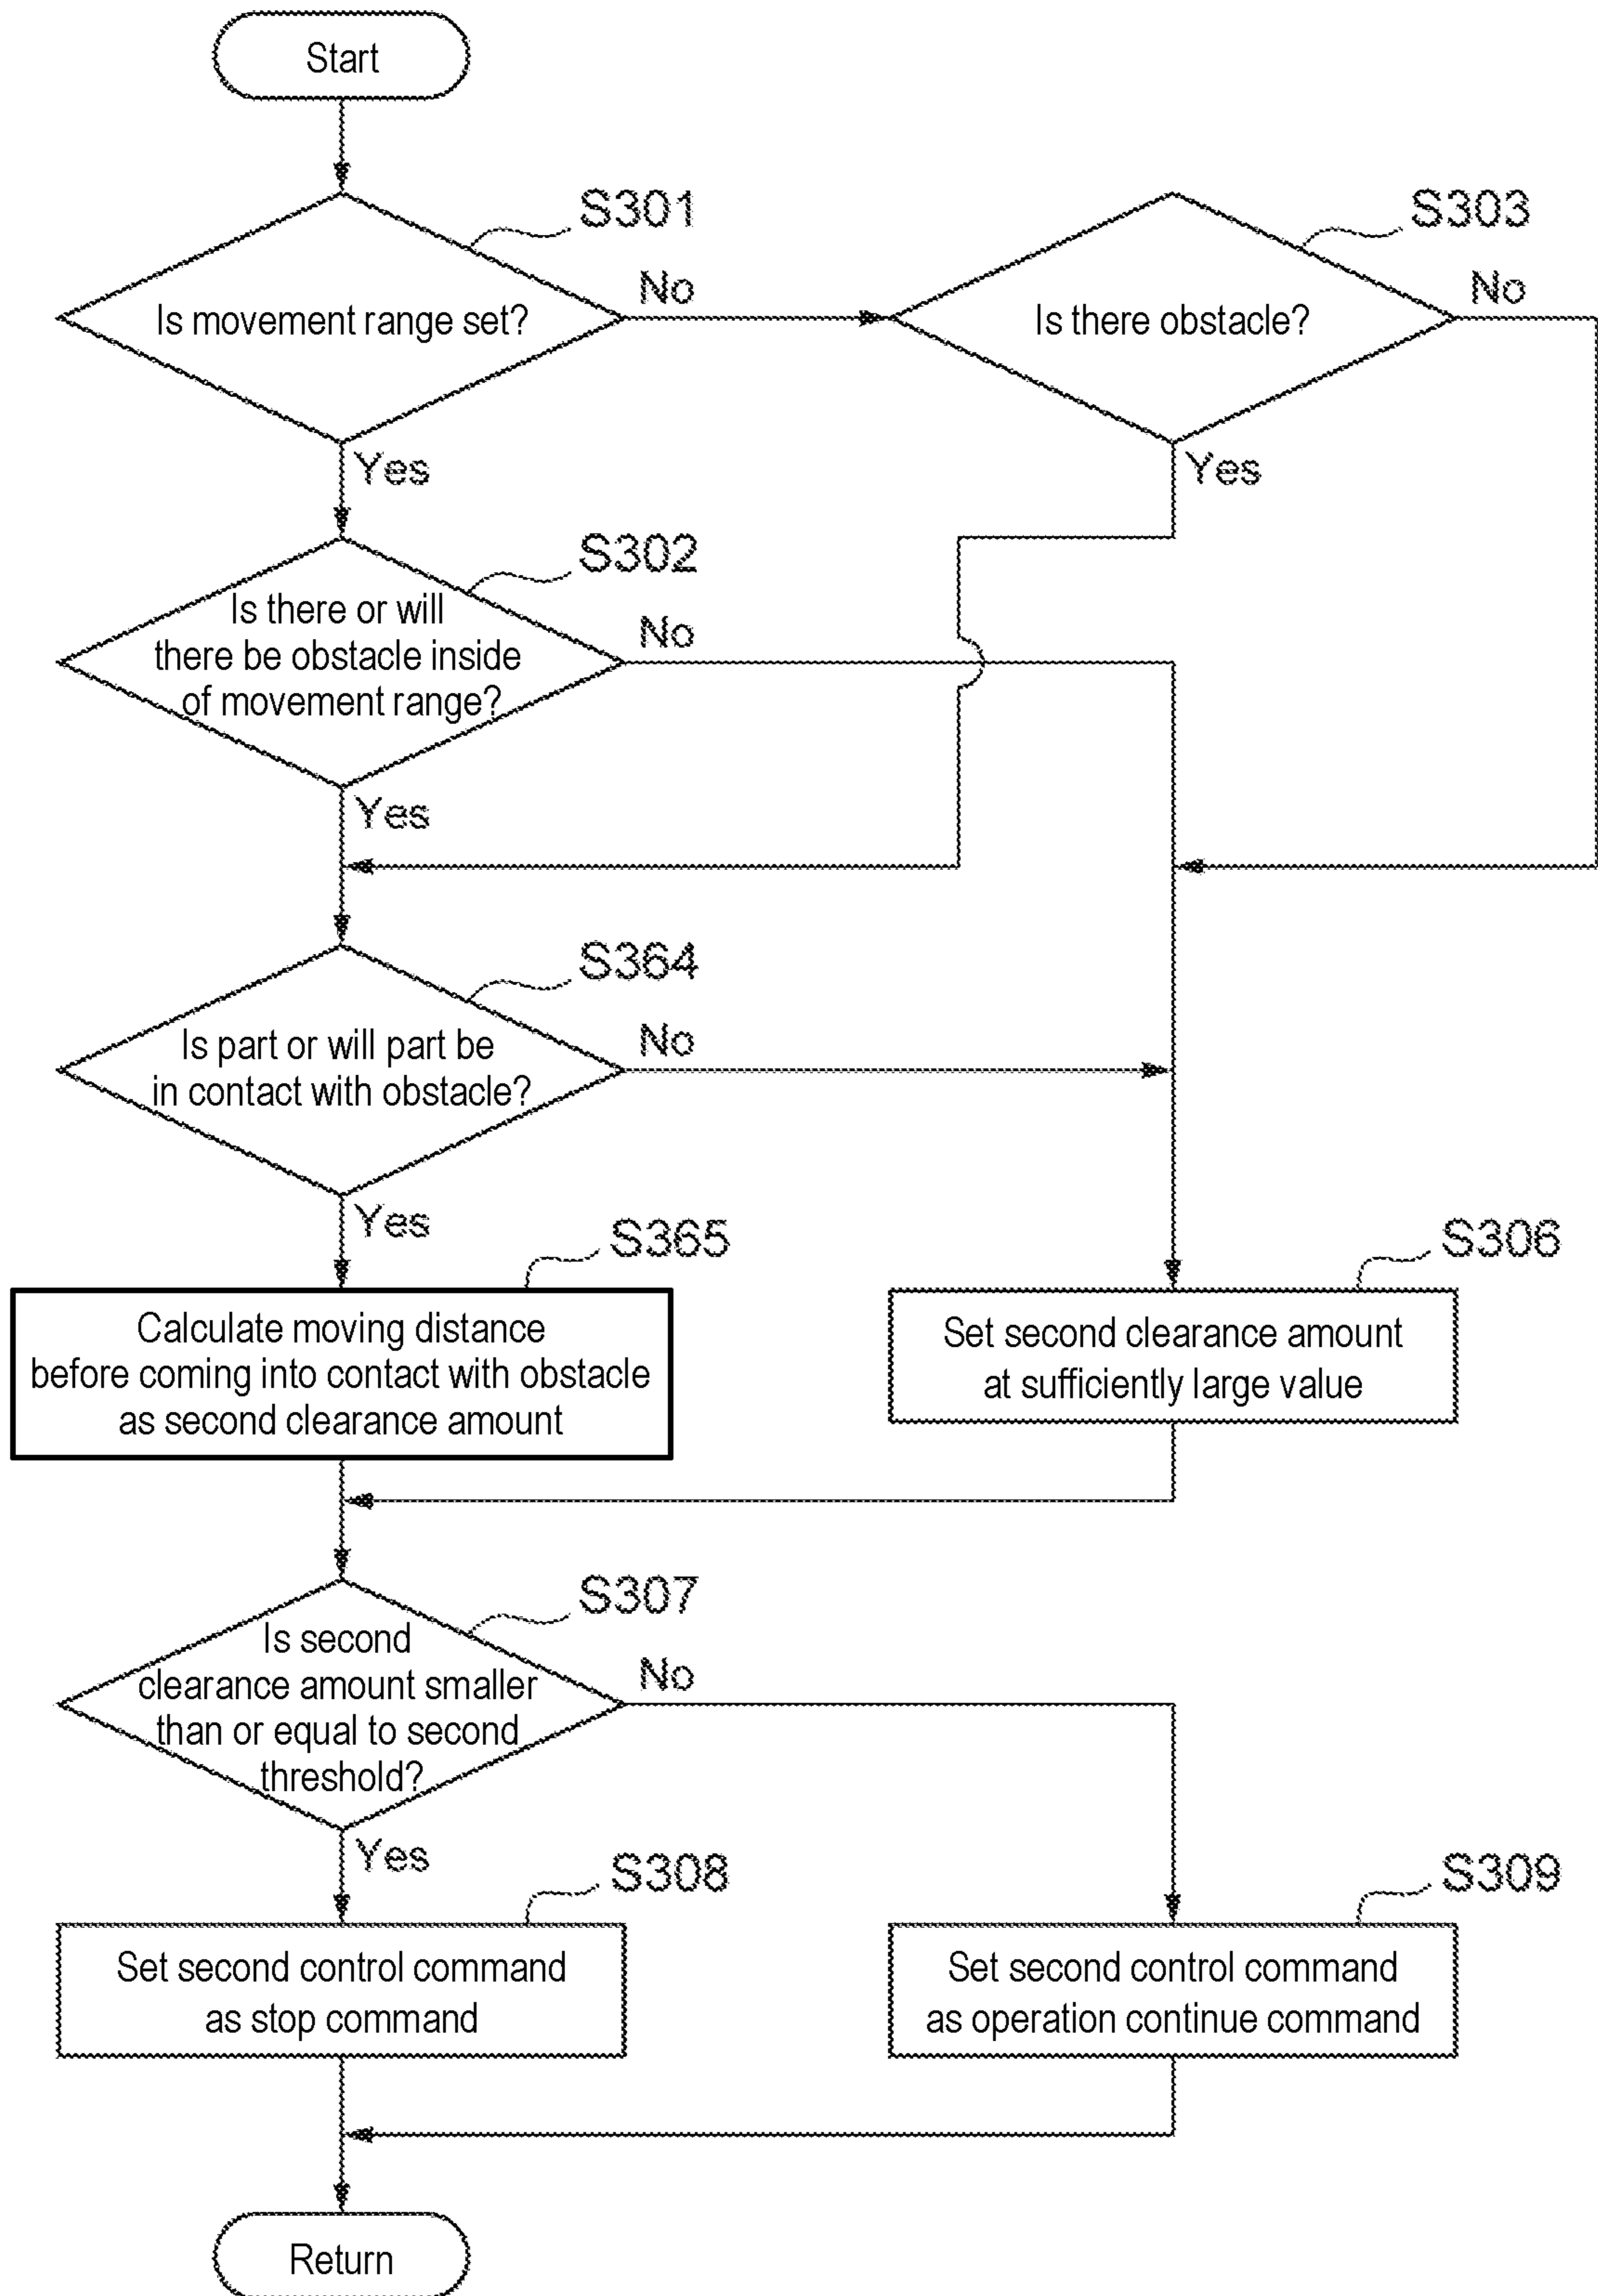 Start
S301
Is movement range set?
No
Yes
S303
Is there obstacle?
No
Yes
S302
Is there or will
there be obstacle inside
of movement range?
No
Yes
S364
Is part or will part be
in contact with obstacle?
No
Yes
S365
Calculate moving distance
before coming into contact with obstacle
as second clearance amount
S306
Set second clearance amount
at sufficiently large value
S307
Is second
clearance amount smaller
than or equal to second
threshold?
No
Yes
S308
Set second control command
as stop command
S309
Set second control command
as operation continue command
Return